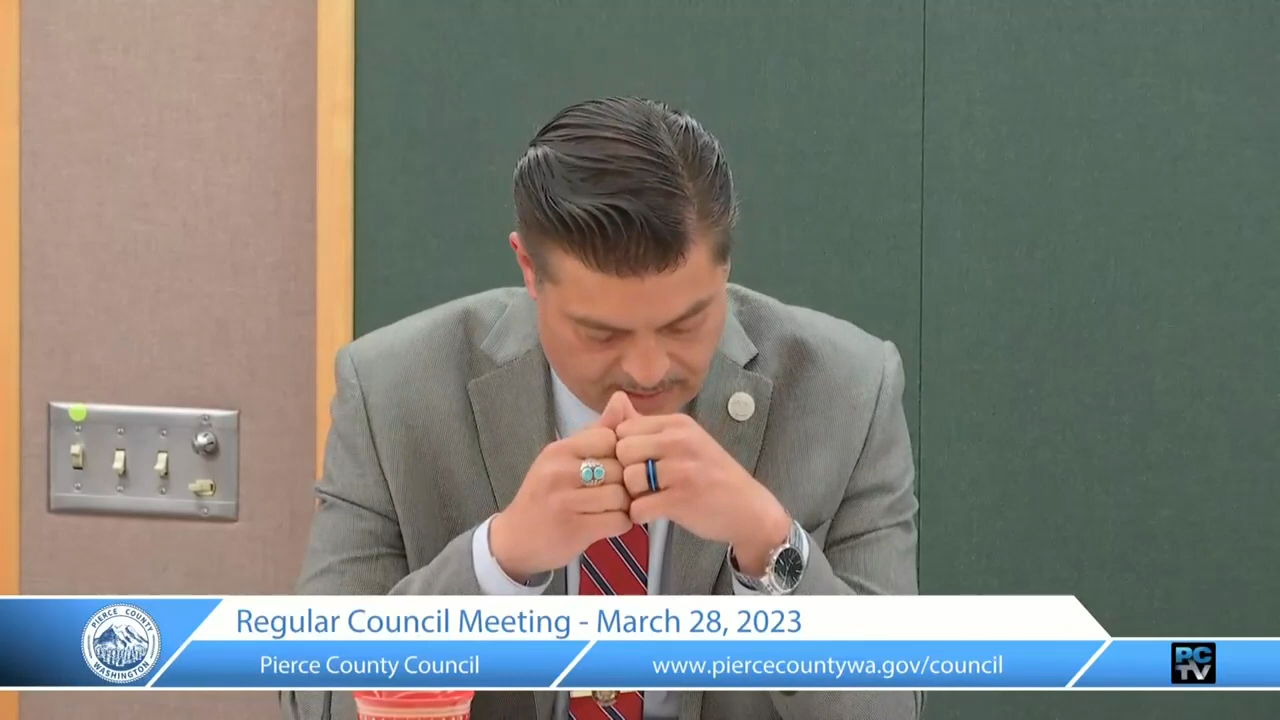 Regular Council Meeting - March 28, 2023
PIERCE COUNTY
WASHINGTON
Pierce County Council
www.piercecountywa.gov/council
PC
TV